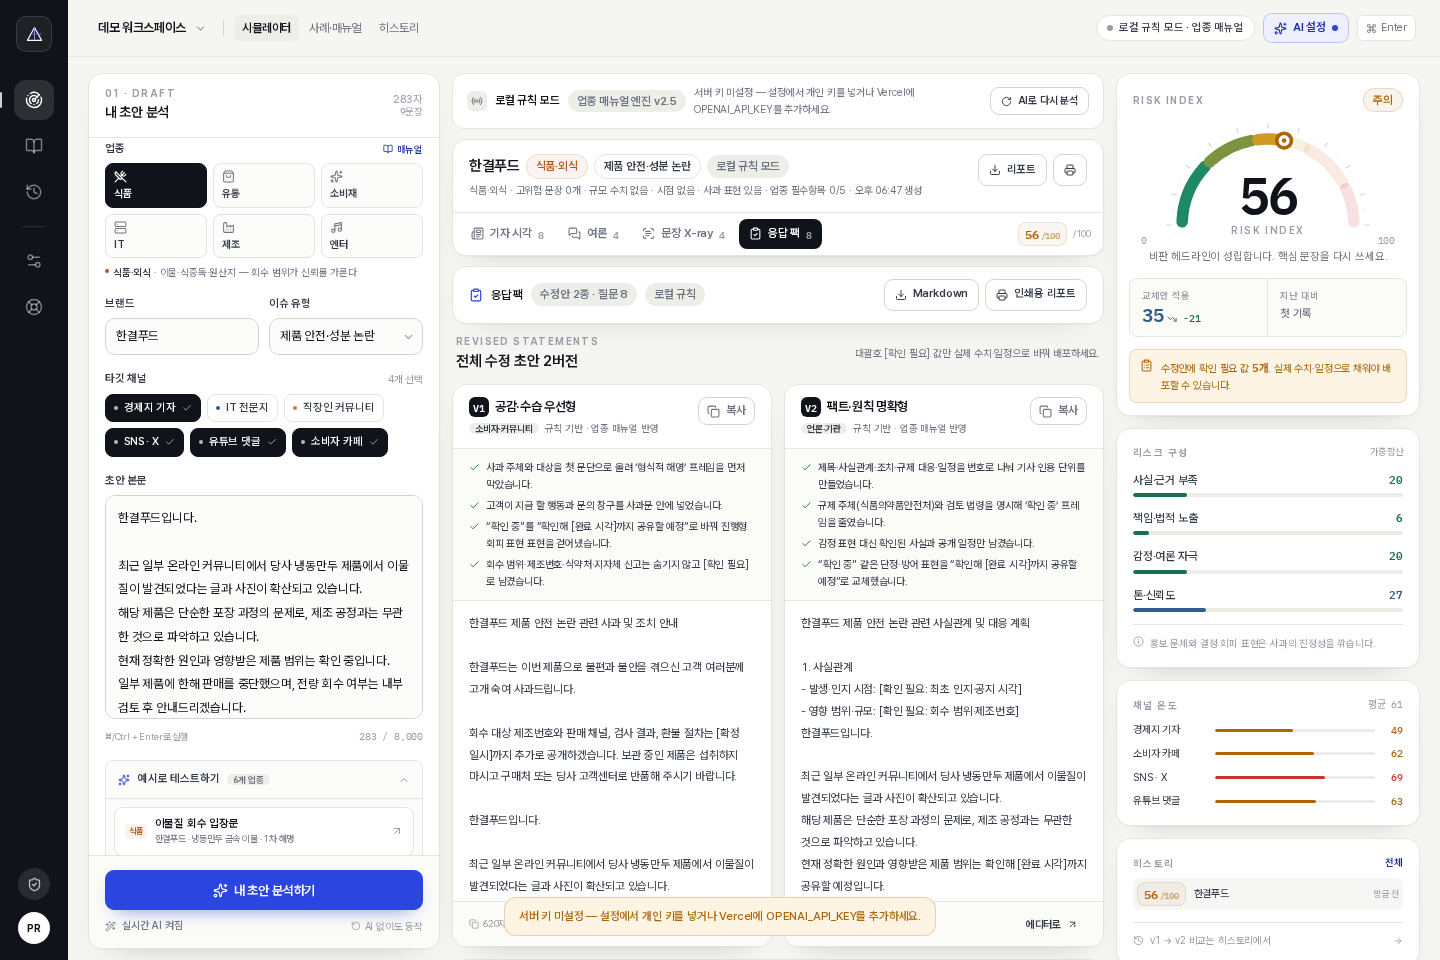 데모 워크스페이스
시뮬레이터
사례·매뉴얼
히스토리
로컬 규칙 모드 · 업종 매뉴얼
AI 설정
⌘ Enter
01 · DRAFT
내 초안 분석
283자
9문장
업종
매뉴얼
식품
유통
소비재
IT
제조
엔터
식품·외식 · 이물·식중독·원산지 — 회수 범위가 신뢰를 가른다
브랜드
이슈 유형
한결푸드
제품 안전·성분 논란
타깃 채널
4개 선택
경제지 기자
IT 전문지
직장인 커뮤니티
SNS · X
유튜브 댓글
소비자 카페
초안 본문
한결푸드입니다.
최근 일부 온라인 커뮤니티에서 당사 냉동만두 제품에서 이물
질이 발견되었다는 글과 사진이 확산되고 있습니다.
해당 제품은 단순한 포장 과정의 문제로, 제조 공정과는 무관
한 것으로 파악하고 있습니다.
현재 정확한 원인과 영향받은 제품 범위는 확인 중입니다.
일부 제품에 한해 판매를 중단했으며, 전량 회수 여부는 내부
검토 후 안내드리겠습니다.
⌘/Ctrl + Enter로 실행
283 / 8,000
예시로 테스트하기
6개 업종
식품
이물질 회수 입장문
한결푸드 · 냉동만두 금속 이물 · 1차 해명
내 초안 분석하기
실시간 AI 켜짐
AI 없이도 동작
PR
로컬 규칙 모드
업종 매뉴얼 엔진 v2.5
서버 키 미설정 — 설정에서 개인 키를 넣거나 Vercel에
OPENAI_API_KEY를 추가하세요.
AI로 다시 분석
한결푸드
식품·외식
제품 안전·성분 논란
로컬 규칙 모드
리포트
식품·외식 · 고위험 문장 0개 · 규모 수치 없음 · 시점 없음 · 사과 표현 있음 · 업종 필수항목 0/5 · 오후 06:47 생성
기자 시각 8
여론 4
문장 X-ray 4
응답 팩 8
56 /100
/100
응답팩
수정안 2종 · 질문 8
로컬 규칙
Markdown
인쇄용 리포트
REVISED STATEMENTS
전체 수정 초안 2버전
대괄호 [확인 필요] 값만 실제 수치·일정으로 바꿔 배포하세요.
V1
공감·수습 우선형
복사
소비자·커뮤니티
규칙 기반 · 업종 매뉴얼 반영
사과 주체와 대상을 첫 문단으로 올려 '형식적 해명' 프레임을 먼저
막았습니다.
고객이 지금 할 행동과 문의 창구를 사과문 안에 넣었습니다.
"확인 중"를 "확인해 [완료 시각]까지 공유할 예정"로 바꿔 진행형
회피 표현 표현을 걷어냈습니다.
회수 범위·제조번호·식약처·지자체 신고는 숨기지 않고 [확인 필요]
로 남겼습니다.
한결푸드 제품 안전 논란 관련 사과 및 조치 안내
한결푸드는 이번 제품으로 불편과 불안을 겪으신 고객 여러분께
고개 숙여 사과드립니다.
회수 대상 제조번호와 판매 채널, 검사 결과, 환불 절차는 [확정
일시]까지 추가로 공개하겠습니다. 보관 중인 제품은 섭취하지
마시고 구매처 또는 당사 고객센터로 반품해 주시기 바랍니다.
한결푸드입니다.
최근 일부 온라인 커뮤니티에서 당사 냉동만두 제품에서 이물질이
발견되었다는 글과 사진이 확산되고 있습니다.
620자
V2
팩트·원칙 명확형
복사
언론·기관
규칙 기반 · 업종 매뉴얼 반영
제목·사실관계·조치·규제 대응·일정을 번호로 나눠 기사 인용 단위를
만들었습니다.
규제 주체(식품의약품안전처)와 검토 법령을 명시해 '확인 중' 프레
임을 줄였습니다.
감정 표현 대신 확인된 사실과 공개 일정만 남겼습니다.
"확인 중" 같은 단정·방어 표현을 "확인해 [완료 시각]까지 공유할
예정"로 교체했습니다.
한결푸드 제품 안전 논란 관련 사실관계 및 대응 계획
1. 사실관계
- 발생·인지 시점: [확인 필요: 최초 인지·공지 시각]
- 영향 범위·규모: [확인 필요: 회수 범위·제조번호]
한결푸드입니다.
최근 일부 온라인 커뮤니티에서 당사 냉동만두 제품에서 이물질이
발견되었다는 글과 사진이 확산되고 있습니다.
해당 제품은 단순한 포장 과정의 문제로, 제조 공정과는 무관한
것으로 파악하고 있습니다.
현재 정확한 원인과 영향받은 제품 범위는 확인해 [완료 시각]까지
공유할 예정입니다.
에디터로
서버 키 미설정 — 설정에서 개인 키를 넣거나 Vercel에 OPENAI_API_KEY를 추가하세요.
RISK INDEX
주의
56
RISK INDEX
0
100
비판 헤드라인이 성립합니다. 핵심 문장을 다시 쓰세요.
교체안 적용
35 -21
지난 대비
첫 기록
수정안에 확인 필요 값 5개. 실제 수치·일정으로 채워야 배
포할 수 있습니다.
리스크 구성
가중합산
사실·근거 부족 20
책임·법적 노출 6
감정·여론 자극 20
톤·신뢰도 27
홍보 문체와 결정 회피 표현은 사과의 진정성을 깎습니다.
채널 온도
평균 61
경제지 기자 49
소비자 카페 62
SNS · X 69
유튜브 댓글 63
히스토리
전체
56 /100
한결푸드
방금 전
v1 → v2 비교는 히스토리에서